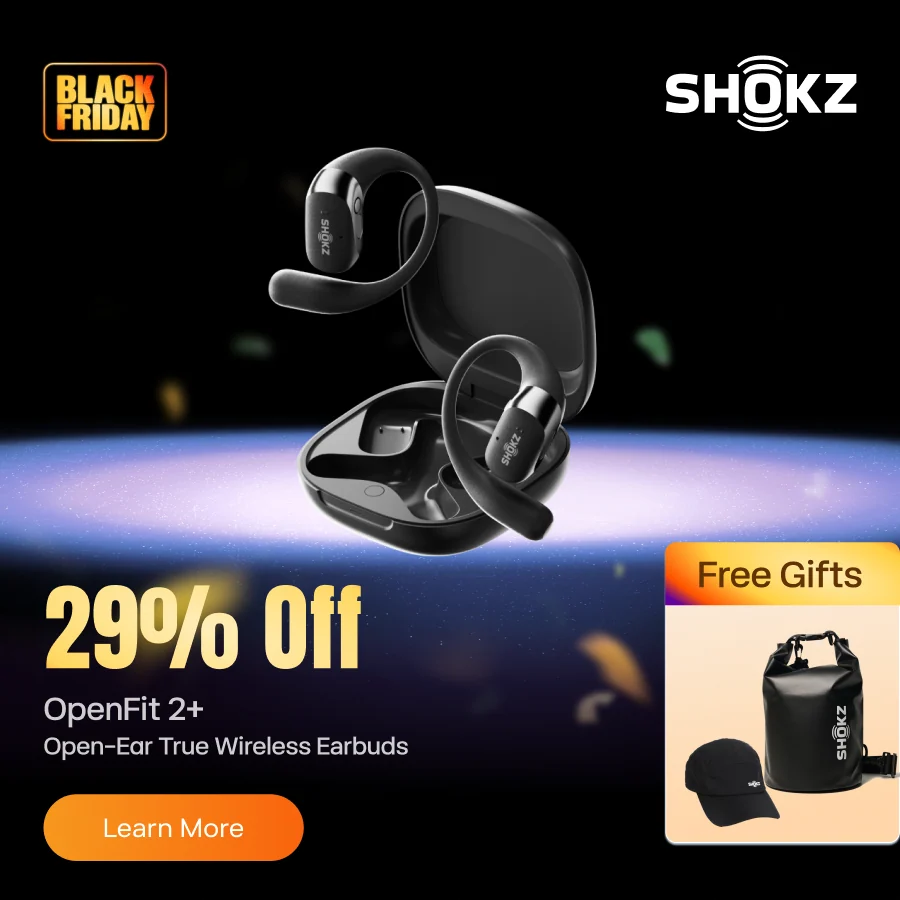 BLACK
FRIDAY
SHOKZ
SHOKZ
SHOKZ
29% Off
OpenFit 2+
Open-Ear True Wireless Earbuds
Learn More
Free Gifts
SHOKZ
SHOKZ